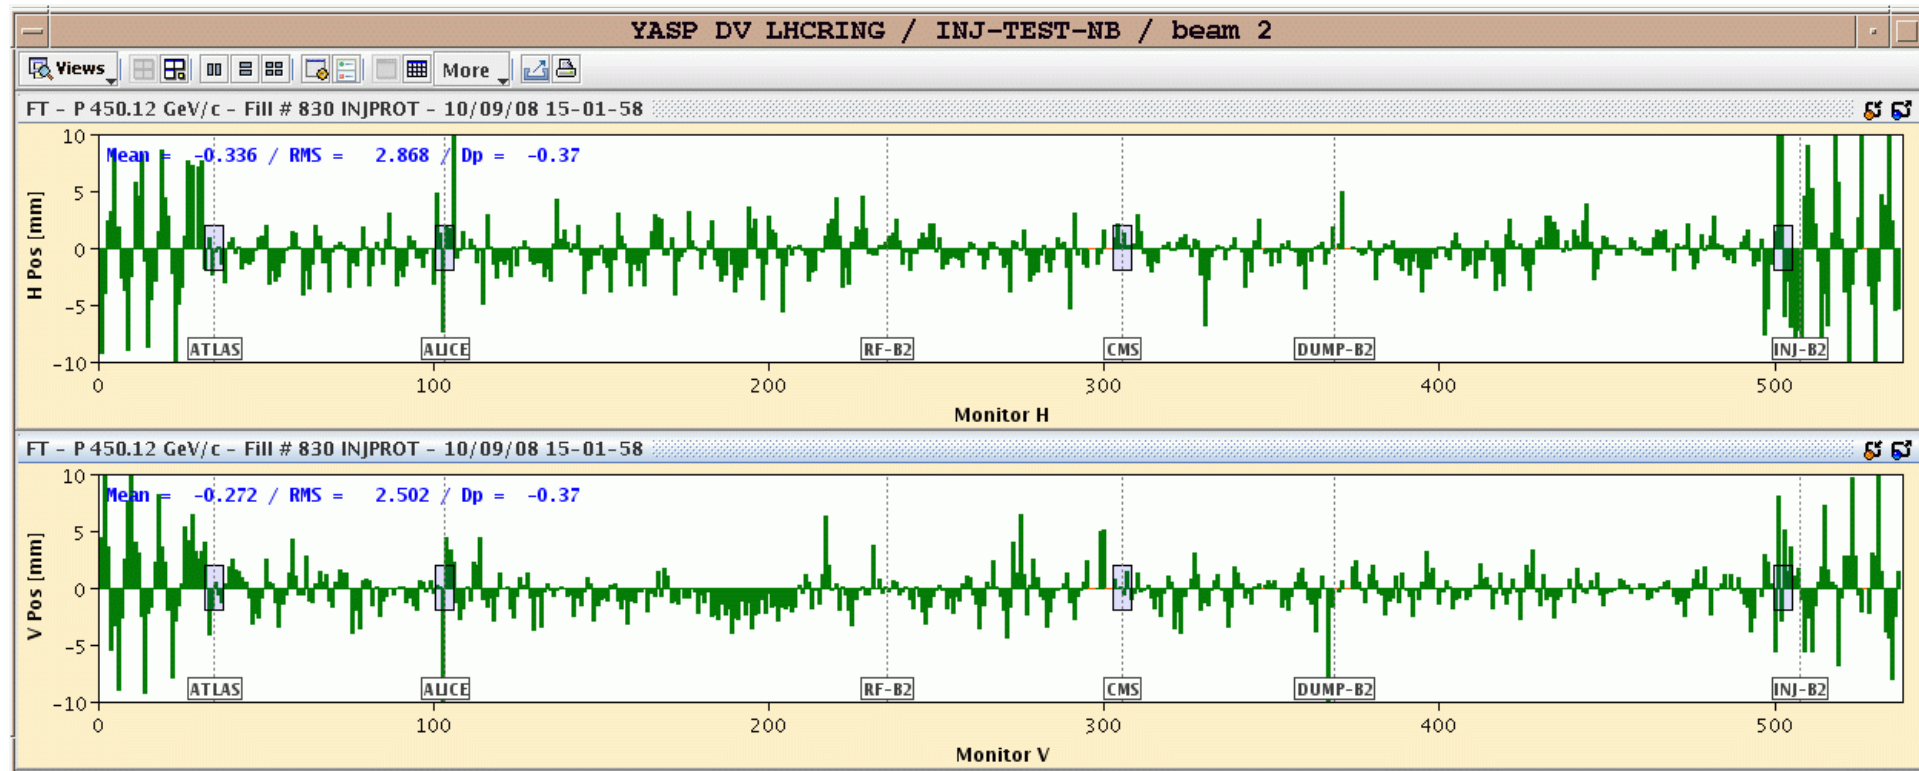 YASP DV LHCRING / INJ-TEST-NB / beam 2
Views More
FT - P 450.12 GeV/c - Fill # 830 INJPROT - 10/09/08 15-01-58
Mean = -0.336 / RMS = 2.868 / Dp = -0.37
H Pos [mm]
10
5
0
-5
-10
ATLAS ALICE RF-B2 CMS DUMP-B2 INJ-B2
0 100 200 300 400 500
Monitor H
FT - P 450.12 GeV/c - Fill # 830 INJPROT - 10/09/08 15-01-58
Mean = -0.272 / RMS = 2.502 / Dp = -0.37
V Pos [mm]
10
5
0
-5
-10
ATLAS ALICE RF-B2 CMS DUMP-B2 INJ-B2
0 100 200 300 400 500
Monitor V